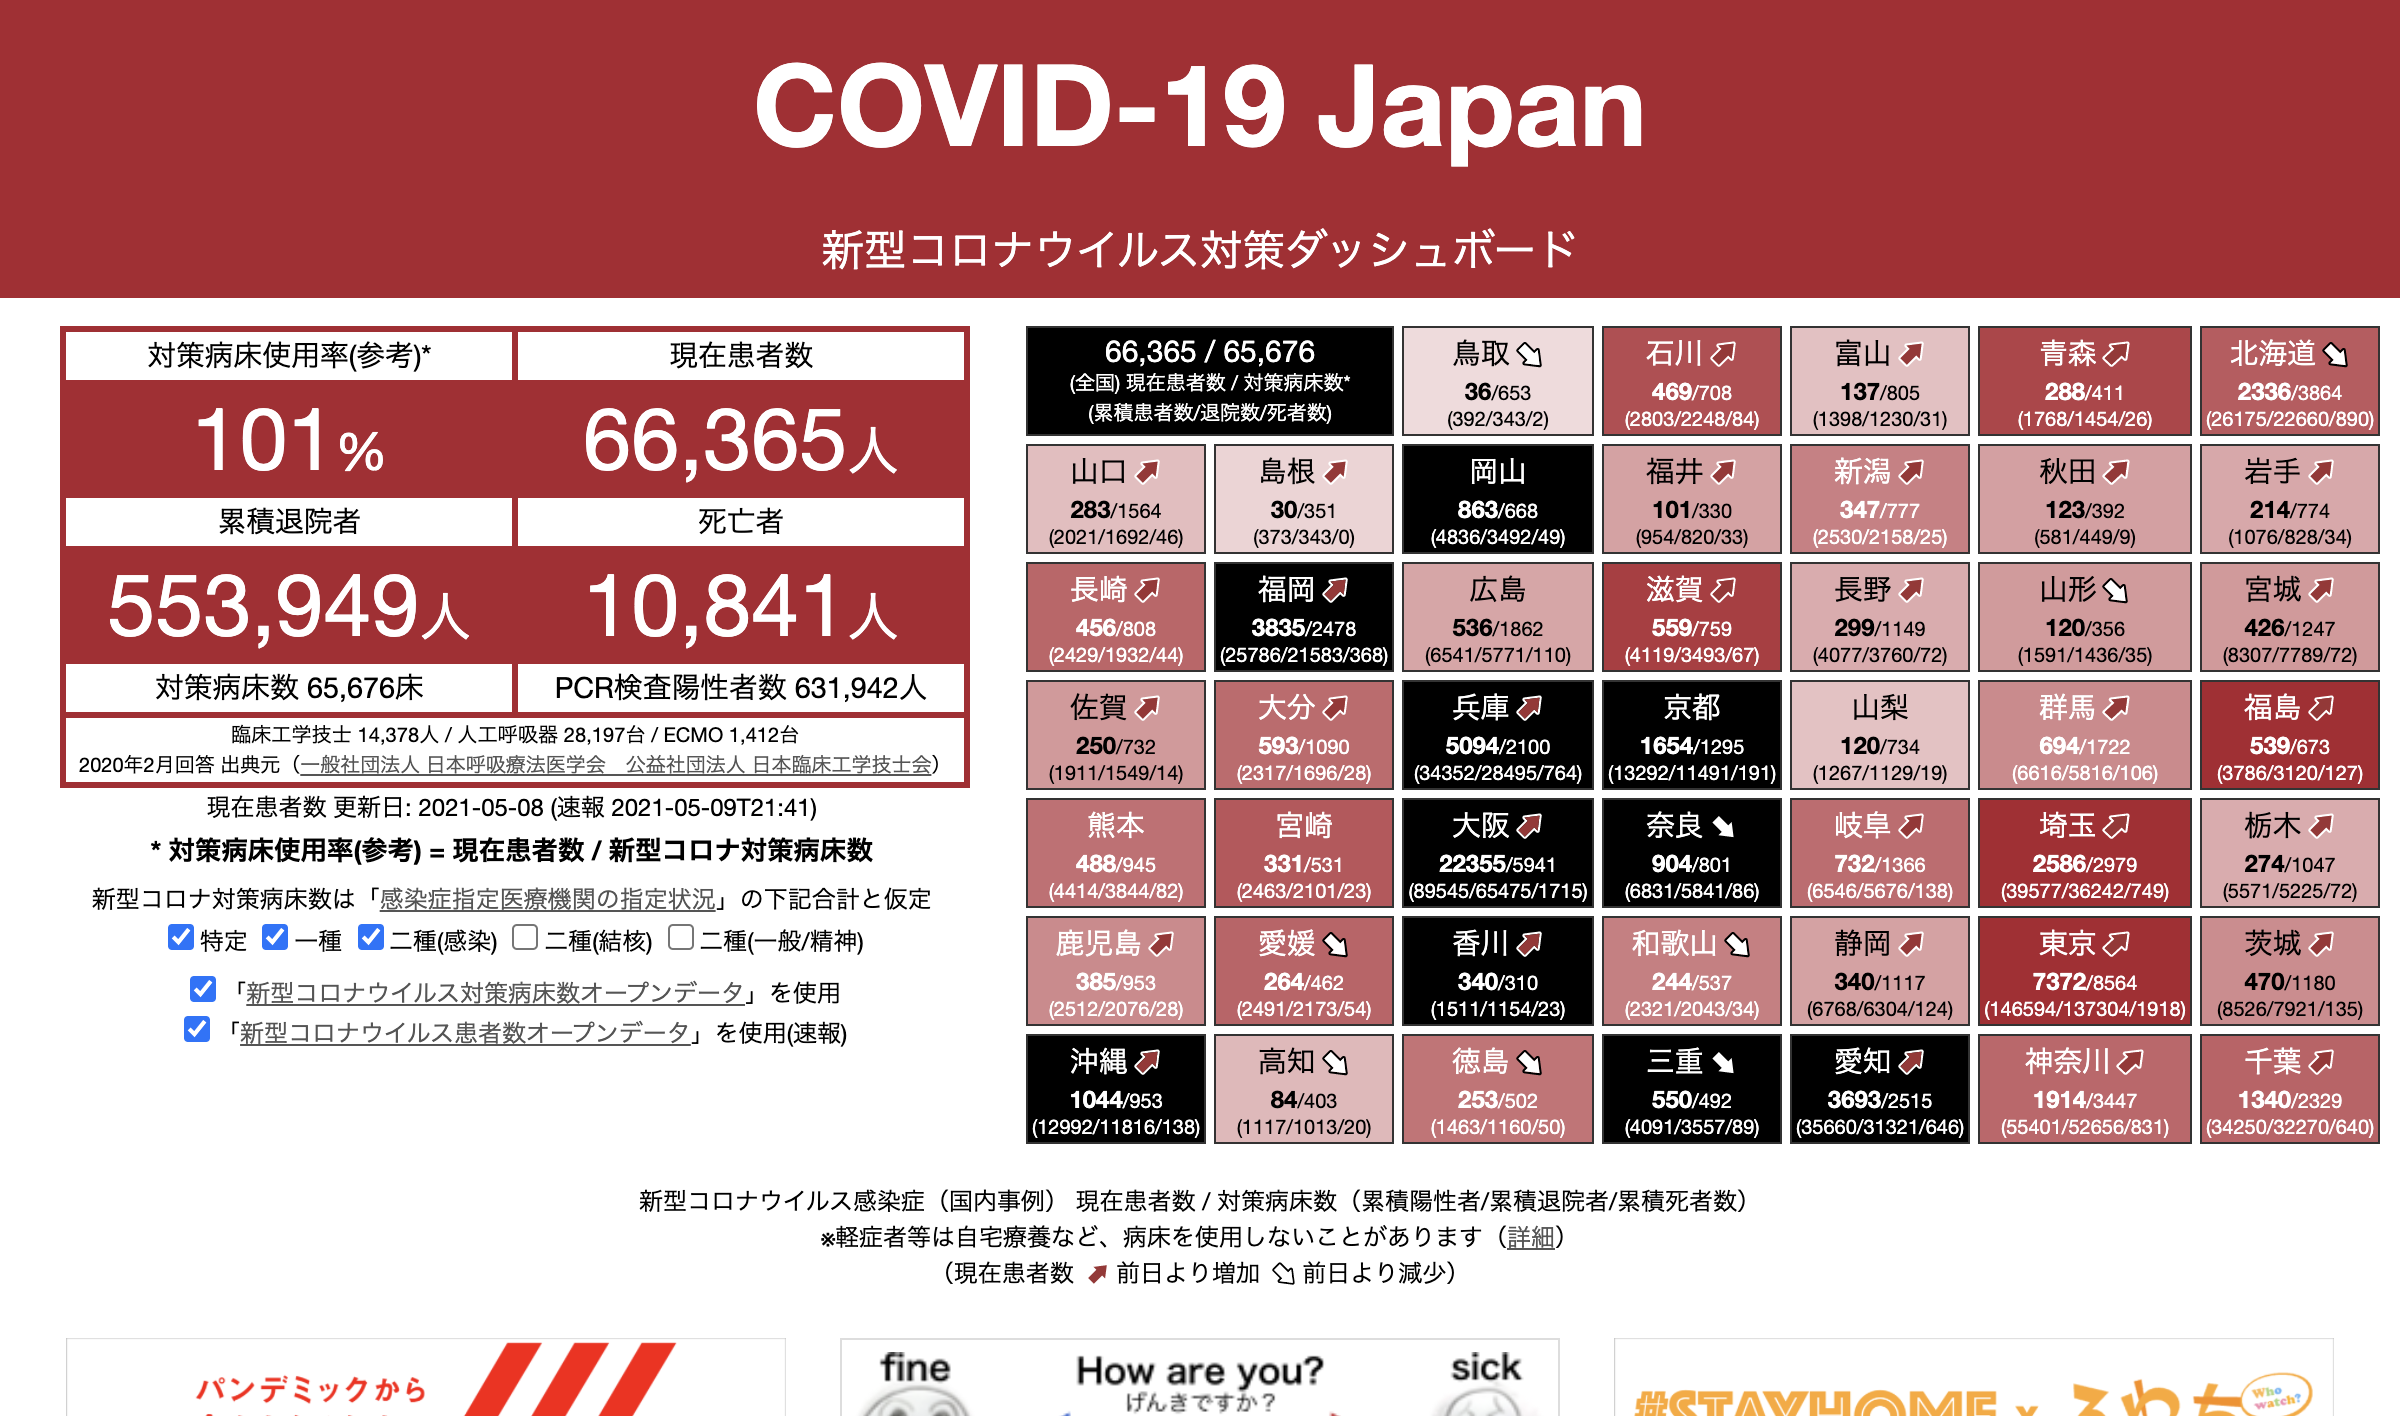 COVID-19 Japan
新型コロナウイルス対策ダッシュボード
対策病床使用率(参考)* 現在患者数
101% 66,365人
累積退院者 死亡者
553,949人 10,841人
対策病床数 65,676床 PCR検査陽性者数 631,942人
臨床工学技士 14,378人 / 人工呼吸器 28,197台 / ECMO 1,412台
2020年2月回答 出典元（一般社団法人 日本呼吸療法医学会　公益社団法人 日本臨床工学技士会）
現在患者数 更新日: 2021-05-08 (速報 2021-05-09T21:41)
* 対策病床使用率(参考) = 現在患者数 / 新型コロナ対策病床数
新型コロナ対策病床数は「感染症指定医療機関の指定状況」の下記合計と仮定
特定 一種 二種(感染) 二種(結核) 二種(一般/精神)
「新型コロナウイルス対策病床数オープンデータ」を使用
「新型コロナウイルス患者数オープンデータ」を使用(速報)
66,365 / 65,676
(全国) 現在患者数 / 対策病床数*
(累積患者数/退院数/死者数)
鳥取
36/653
(392/343/2)
石川
469/708
(2803/2248/84)
富山
137/805
(1398/1230/31)
青森
288/411
(1768/1454/26)
北海道
2336/3864
(26175/22660/890)
山口
283/1564
(2021/1692/46)
島根
30/351
(373/343/0)
岡山
863/668
(4836/3492/49)
福井
101/330
(954/820/33)
新潟
347/777
(2530/2158/25)
秋田
123/392
(581/449/9)
岩手
214/774
(1076/828/34)
長崎
456/808
(2429/1932/44)
福岡
3835/2478
(25786/21583/368)
広島
536/1862
(6541/5771/110)
滋賀
559/759
(4119/3493/67)
長野
299/1149
(4077/3760/72)
山形
120/356
(1591/1436/35)
宮城
426/1247
(8307/7789/72)
佐賀
250/732
(1911/1549/14)
大分
593/1090
(2317/1696/28)
兵庫
5094/2100
(34352/28495/764)
京都
1654/1295
(13292/11491/191)
山梨
120/734
(1267/1129/19)
群馬
694/1722
(6616/5816/106)
福島
539/673
(3786/3120/127)
熊本
488/945
(4414/3844/82)
宮崎
331/531
(2463/2101/23)
大阪
22355/5941
(89545/65475/1715)
奈良
904/801
(6831/5841/86)
岐阜
732/1366
(6546/5676/138)
埼玉
2586/2979
(39577/36242/749)
栃木
274/1047
(5571/5225/72)
鹿児島
385/953
(2512/2076/28)
愛媛
264/462
(2491/2173/54)
香川
340/310
(1511/1154/23)
和歌山
244/537
(2321/2043/34)
静岡
340/1117
(6768/6304/124)
東京
7372/8564
(146594/137304/1918)
茨城
470/1180
(8526/7921/135)
沖縄
1044/953
(12992/11816/138)
高知
84/403
(1117/1013/20)
徳島
253/502
(1463/1160/50)
三重
550/492
(4091/3557/89)
愛知
3693/2515
(35660/31321/646)
神奈川
1914/3447
(55401/52656/831)
千葉
1340/2329
(34250/32270/640)
新型コロナウイルス感染症（国内事例） 現在患者数 / 対策病床数（累積陽性者/累積退院者/累積死者数）
※軽症者等は自宅療養など、病床を使用しないことがあります（詳細）
（現在患者数 前日より増加 前日より減少）
パンデミックから
fine How are you? sick
げんきですか？
#STAYHOME x ふわっち
Who watch?